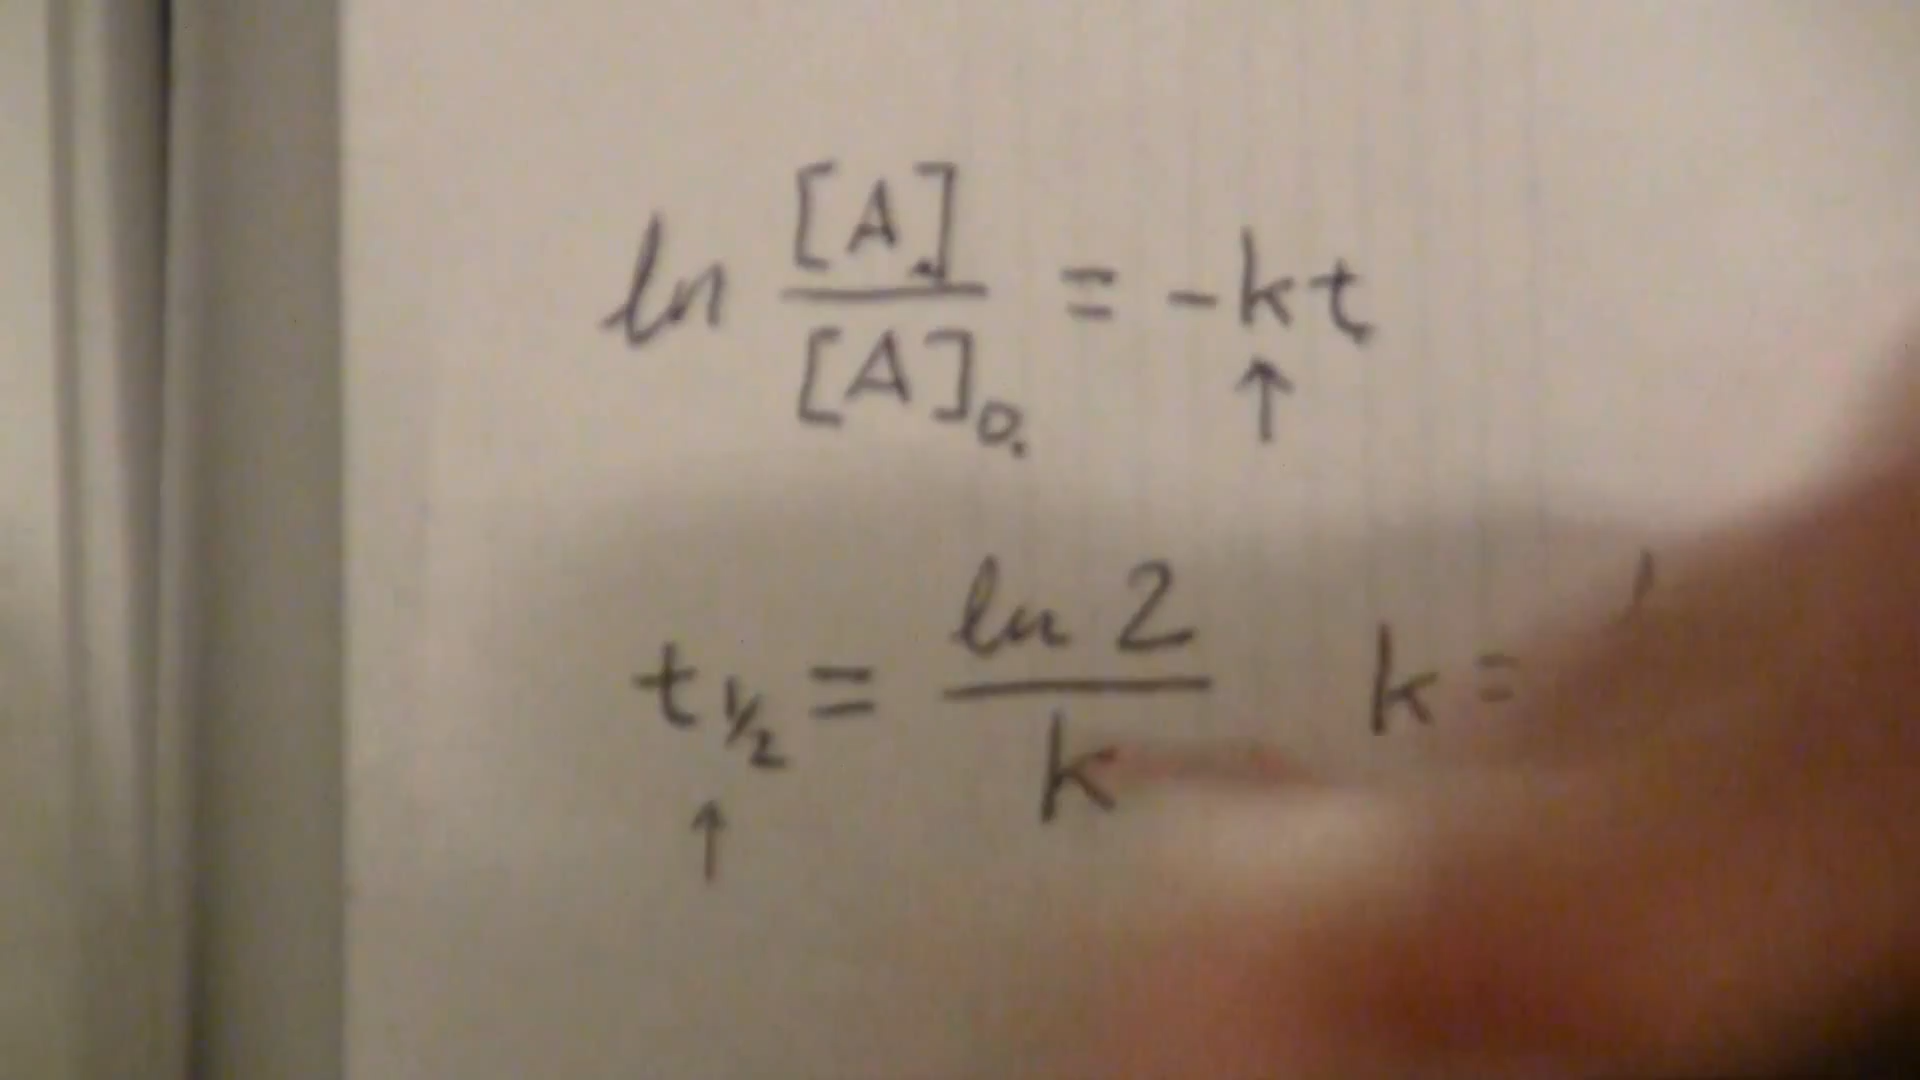 ln [A]/[A]₀ = -kt
↑
t½ = ln 2/k k =
↑